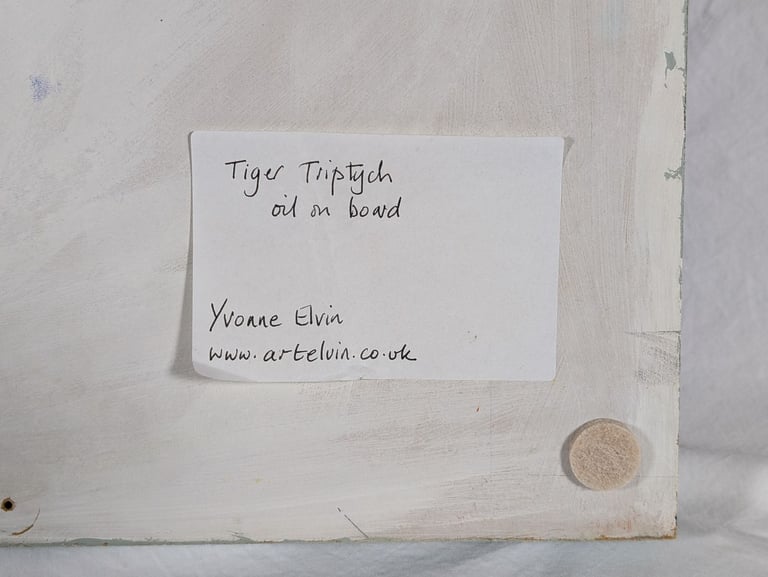 Tiger Triptych
oil on board
Yvonne Elvin
www.artelvin.co.uk